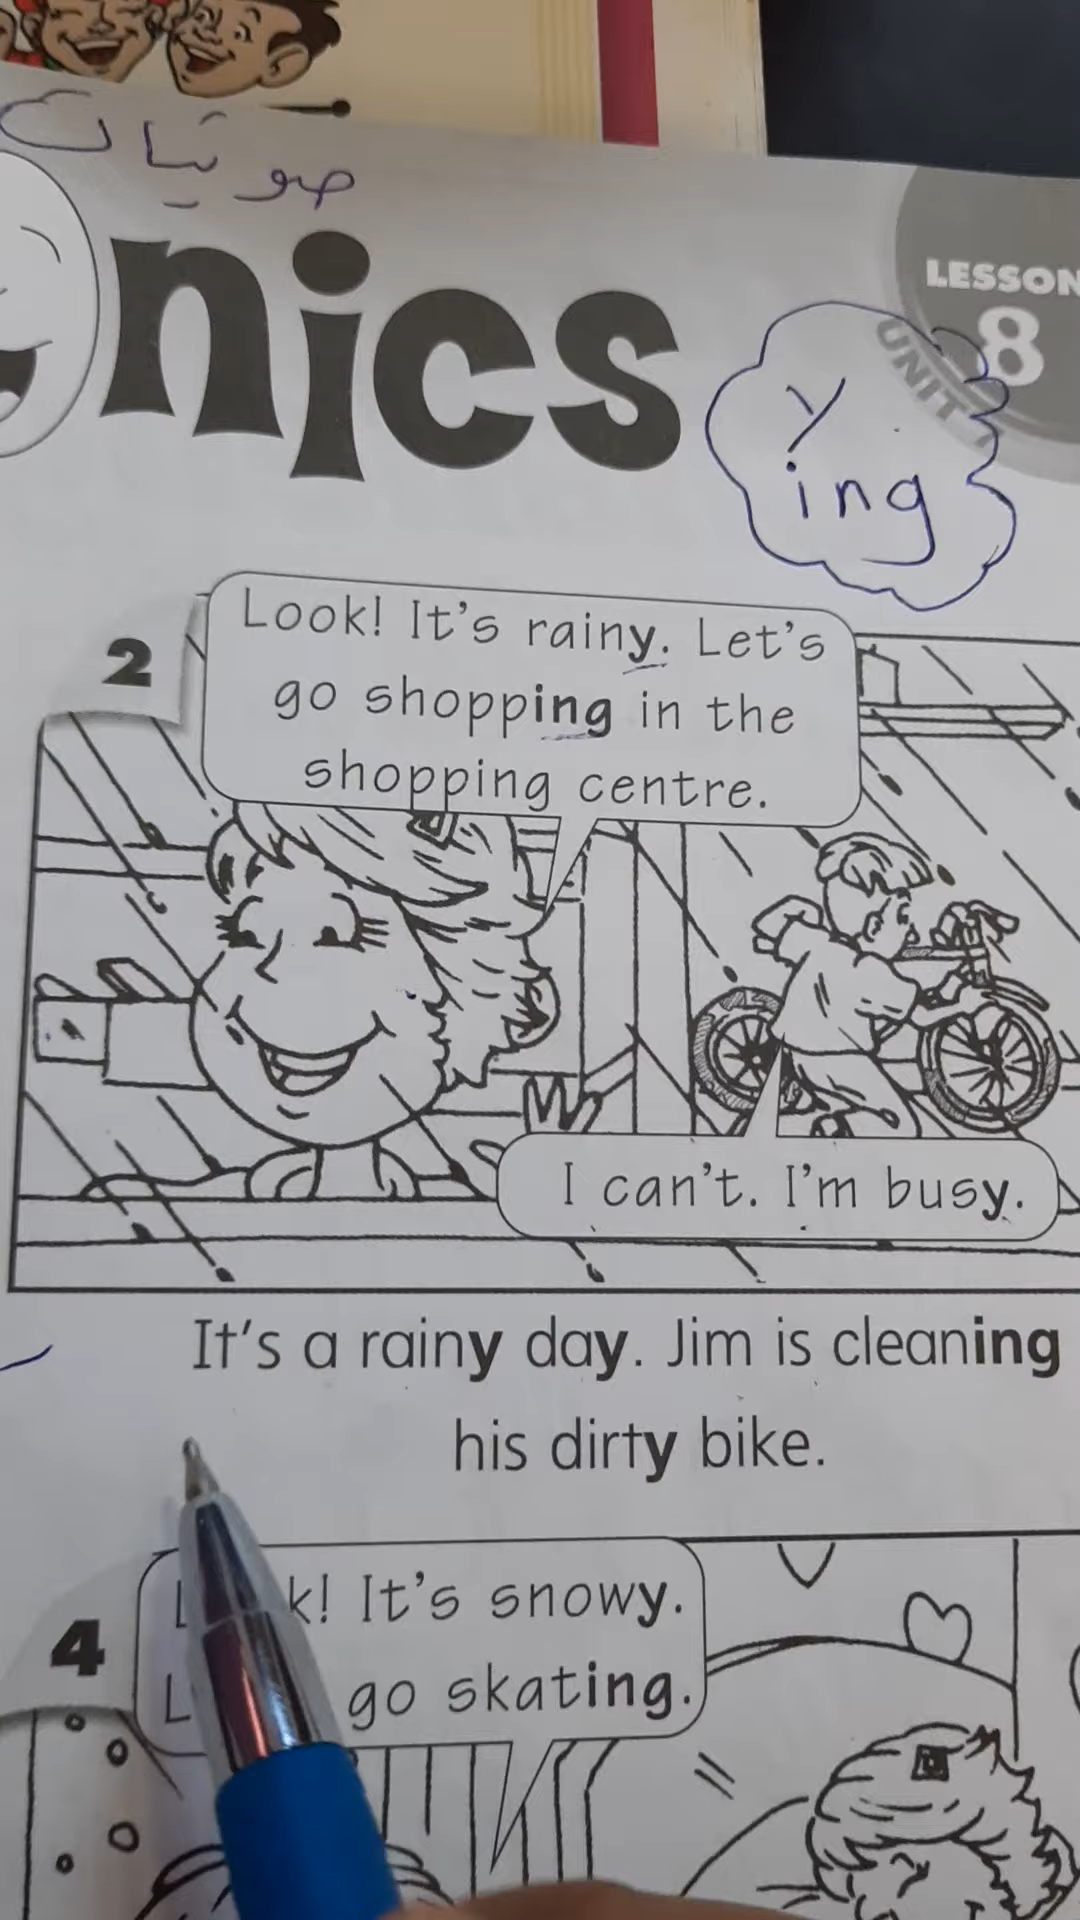 صوتيات
nics
LESSON
8
UNIT
y
ing
2
Look! It's rainy. Let's
go shopping in the
shopping centre.
I can't. I'm busy.
It's a rainy day. Jim is cleaning
his dirty bike.
4
k! It's snowy.
go skating.